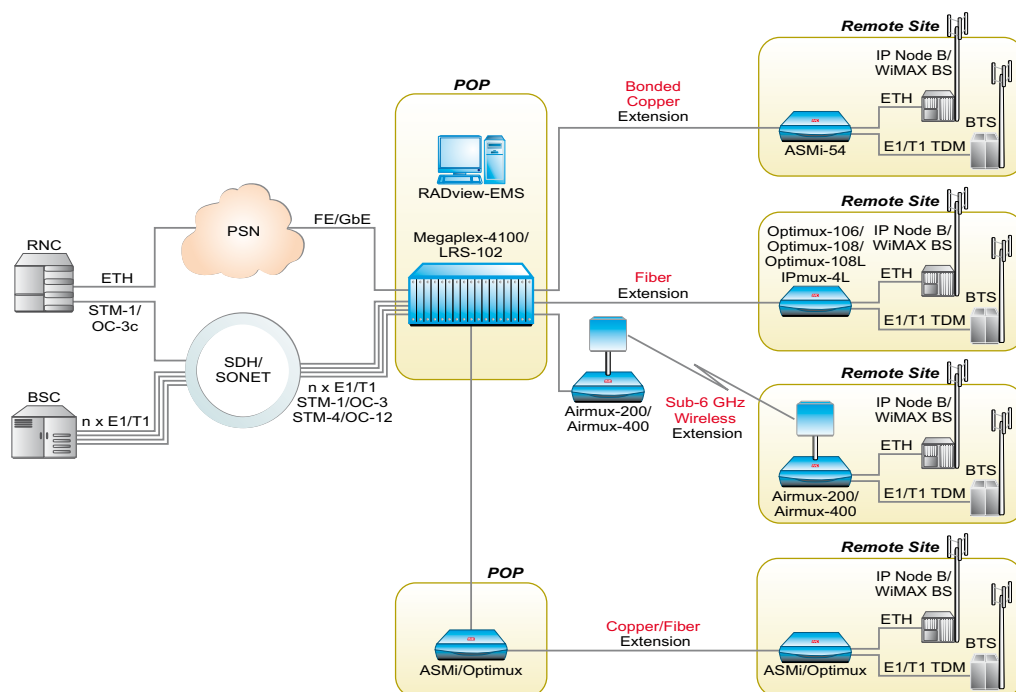 Remote Site
IP Node B/
WiMAX BS
ETH
BTS
E1/T1 TDM
ASMi-54
Bonded
Copper
Extension
POP
RADview-EMS
Megaplex-4100/
LRS-102
FE/GbE
PSN
RNC
ETH
STM-1/
OC-3c
SDH/
SONET
n x E1/T1
STM-1/OC-3
STM-4/OC-12
BSC
n x E1/T1
Remote Site
Optimux-106/
Optimux-108/
Optimux-108L
IPmux-4L
IP Node B/
WiMAX BS
ETH
BTS
E1/T1 TDM
Fiber
Extension
Airmux-200/
Airmux-400
Sub-6 GHz
Wireless
Extension
Remote Site
IP Node B/
WiMAX BS
ETH
BTS
E1/T1 TDM
Airmux-200/
Airmux-400
POP
ASMi/Optimux
Copper/Fiber
Extension
Remote Site
IP Node B/
WiMAX BS
ETH
BTS
E1/T1 TDM
ASMi/Optimux